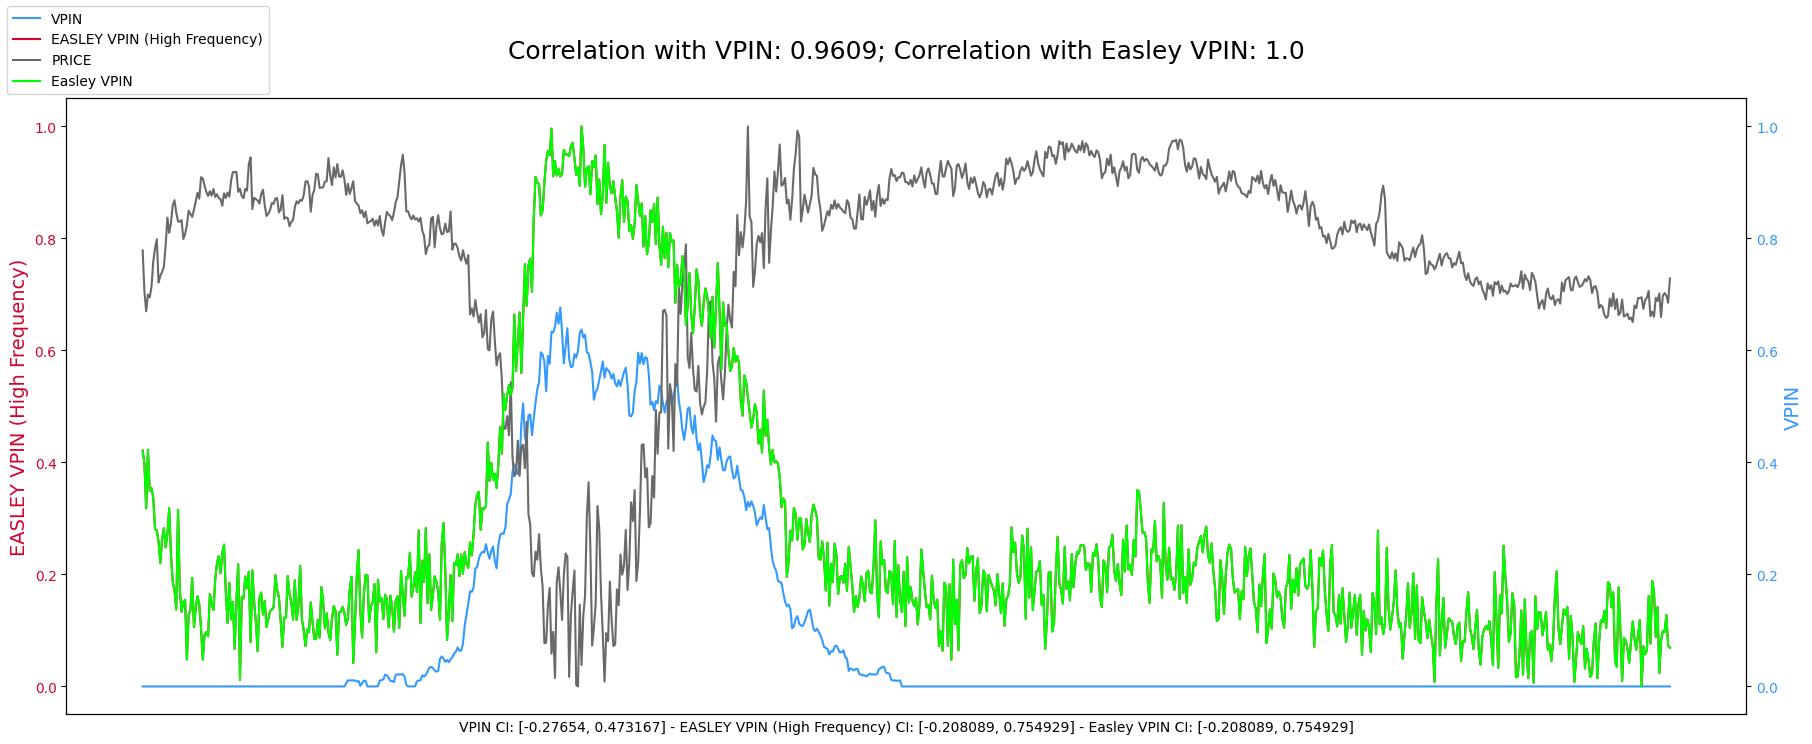 VPIN
EASLEY VPIN (High Frequency)
PRICE
Easley VPIN
Correlation with VPIN: 0.9609; Correlation with Easley VPIN: 1.0
EASLEY VPIN (High Frequency)
1.0
0.8
0.6
0.4
0.2
0.0
1.0
0.8
0.6
0.4
0.2
0.0
VPIN
VPIN CI: [-0.27654, 0.473167] - EASLEY VPIN (High Frequency) CI: [-0.208089, 0.754929] - Easley VPIN CI: [-0.208089, 0.754929]